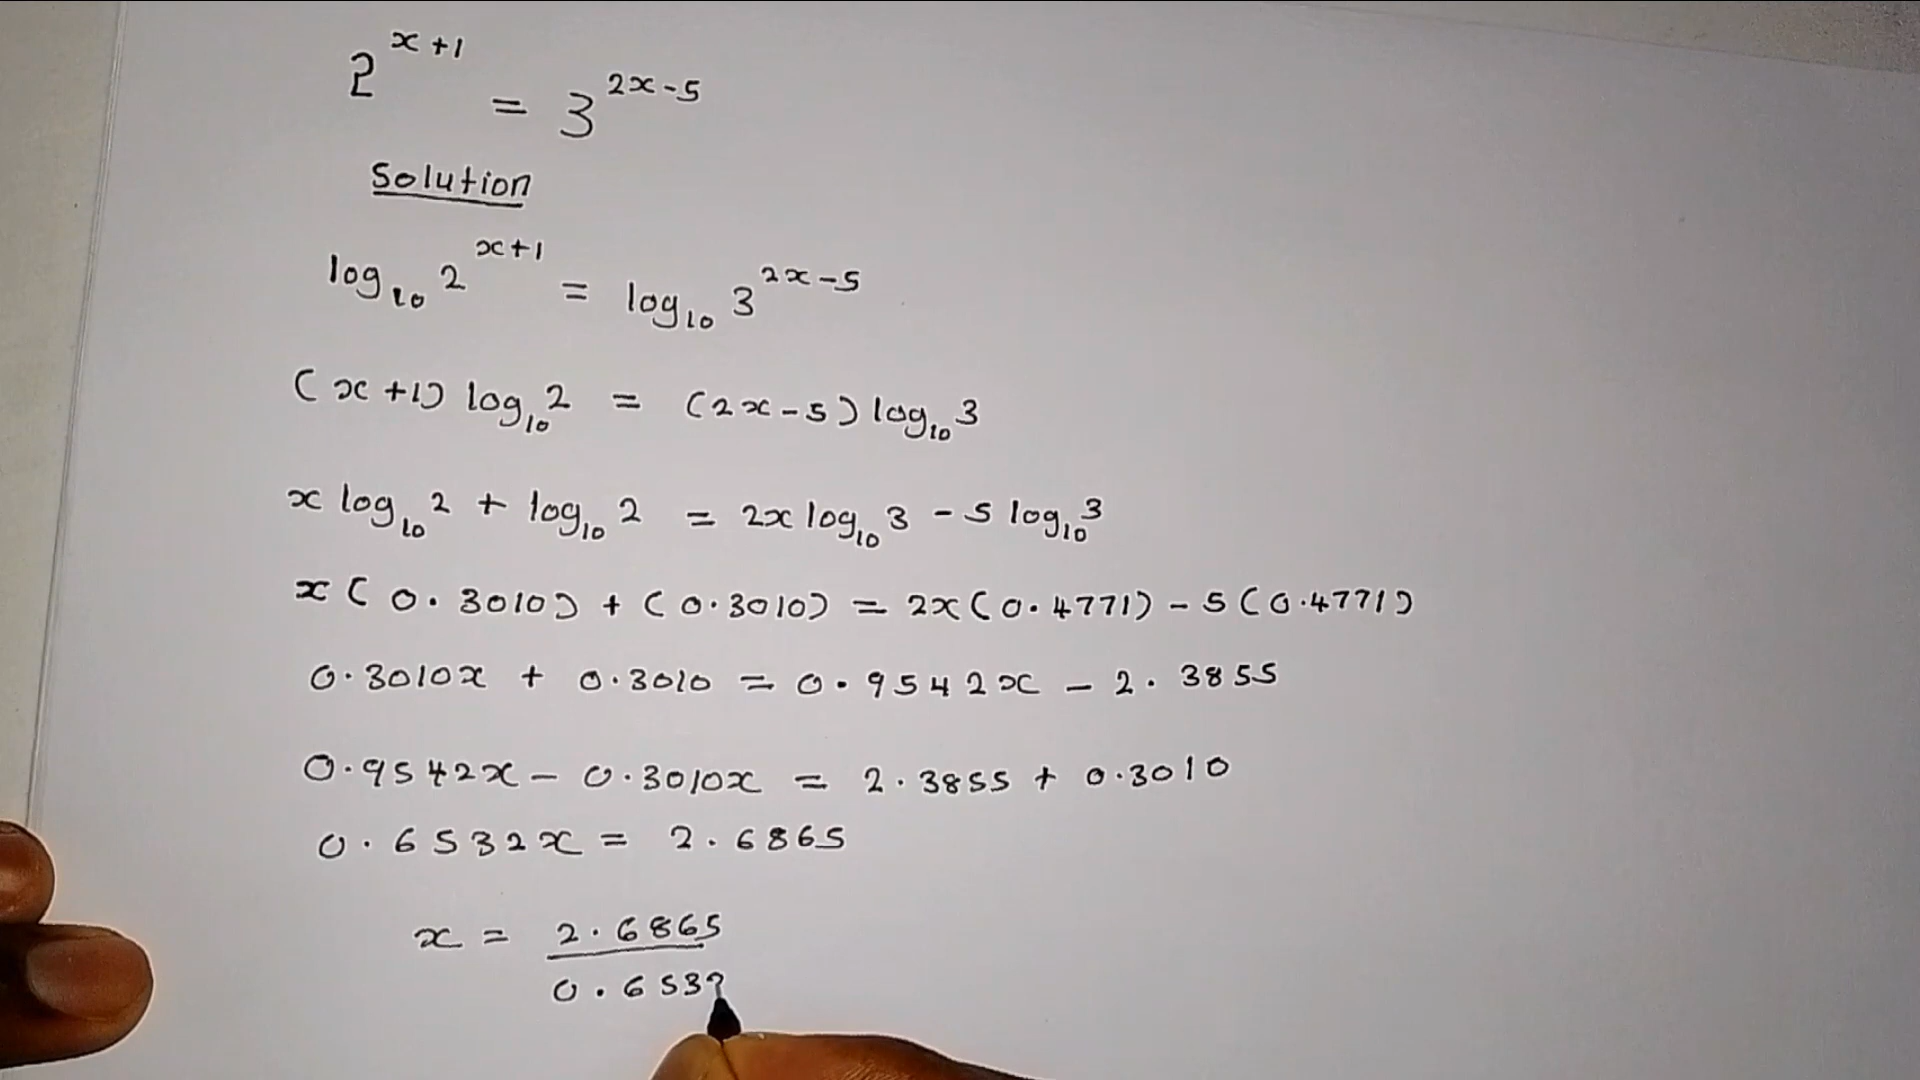 2^{x+1} = 3^{2x-5}
Solution
log₁₀ 2^{x+1} = log₁₀ 3^{2x-5}
(x+1) log₁₀ 2 = (2x-5) log₁₀ 3
x log₁₀ 2 + log₁₀ 2 = 2x log₁₀ 3 - 5 log₁₀ 3
x(0.3010) + (0.3010) = 2x(0.4771) - 5(0.4771)
0.3010x + 0.3010 = 0.9542x - 2.3855
0.9542x - 0.3010x = 2.3855 + 0.3010
0.6532x = 2.6865
x = 2.6865
0.6532